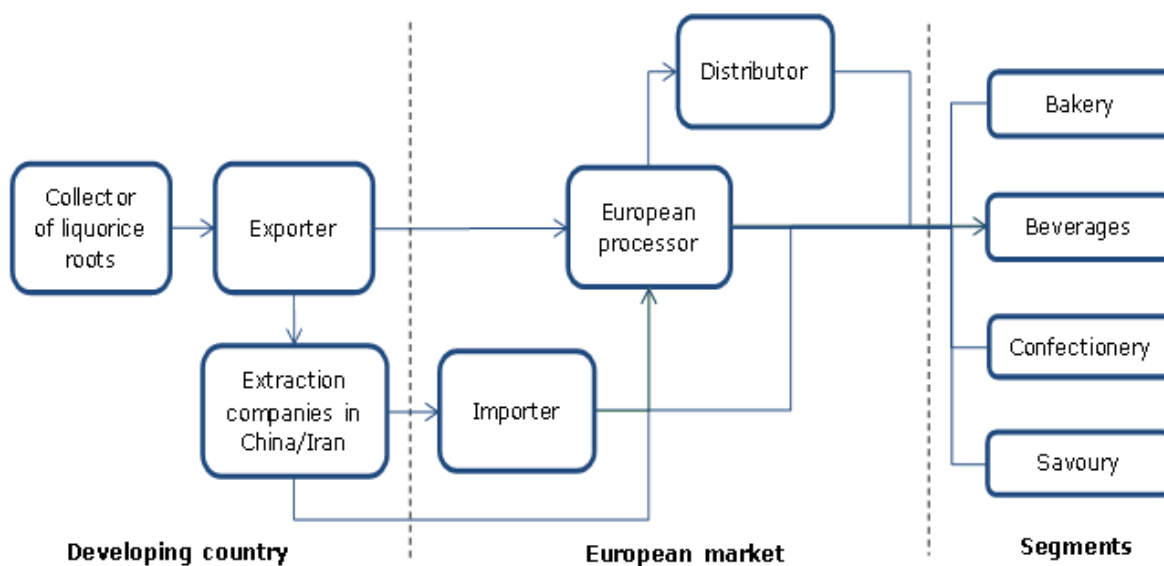 Distributor
Bakery
Collector
of liquorice
roots
Exporter
European
processor
Beverages
Extraction
companies in
China/Iran
Importer
Confectionery
Savoury
Developing country
European market
Segments